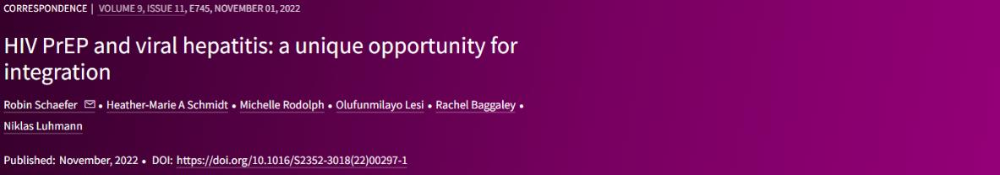 CORRESPONDENCE | VOLUME 9, ISSUE 11, E745, NOVEMBER 01, 2022
HIV PrEP and viral hepatitis: a unique opportunity for
integration
Robin Schaefer • Heather-Marie A Schmidt • Michelle Rodolph • Olufunmilayo Lesi • Rachel Baggaley •
Niklas Luhmann
Published: November, 2022 • DOI: https://doi.org/10.1016/S2352-3018(22)00297-1